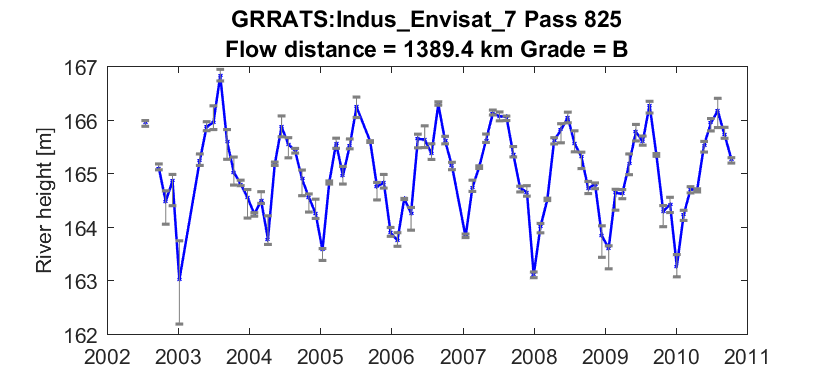 GRRATS:Indus_Envisat_7 Pass 825
Flow distance = 1389.4 km Grade = B
River height [m]
167
166
165
164
163
162
2002 2003 2004 2005 2006 2007 2008 2009 2010 2011